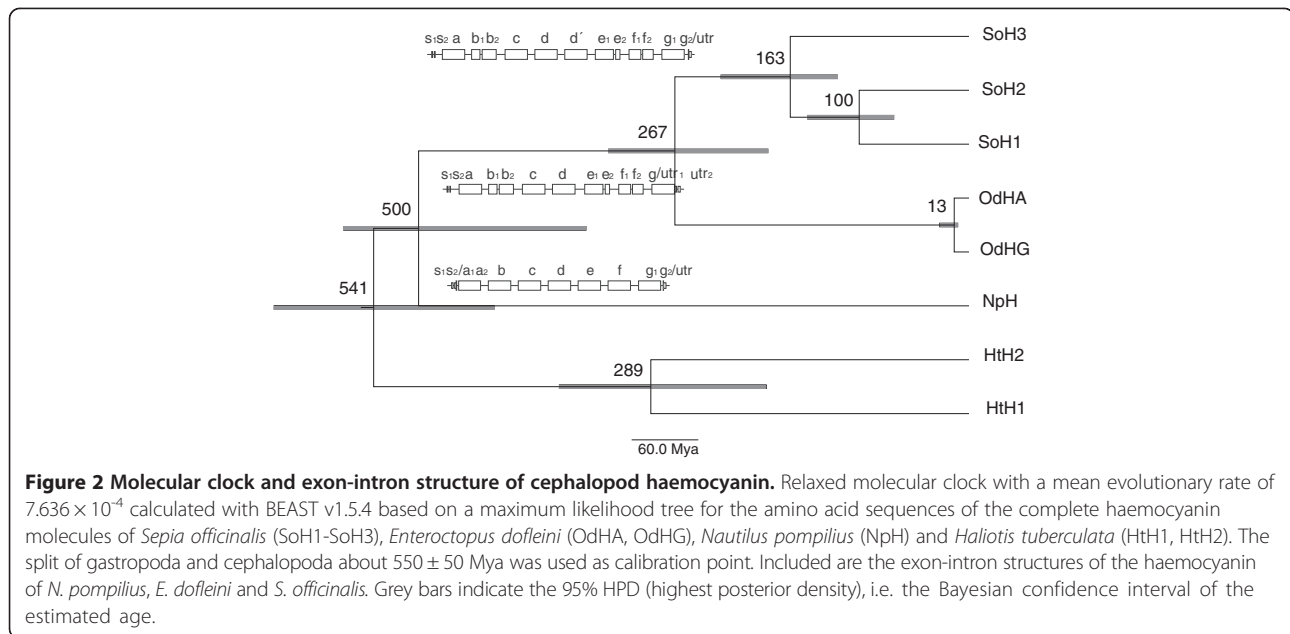 s₁s₂ a b₁b₂ c d d´ e₁ e₂ f₁f₂ g₁ g₂/utr
SoH3
163
SoH2
100
SoH1
267
s₁s₂a b₁b₂ c d e₁ e₂ f₁ f₂ g/utr₁ utr₂
OdHA
13
OdHG
500
s₁s₂/a₁a₂ b c d e f g₁ g₂/utr
NpH
541
HtH2
289
HtH1
60.0 Mya
Figure 2 Molecular clock and exon-intron structure of cephalopod haemocyanin. Relaxed molecular clock with a mean evolutionary rate of
7.636 × 10⁻⁴ calculated with BEAST v1.5.4 based on a maximum likelihood tree for the amino acid sequences of the complete haemocyanin
molecules of Sepia officinalis (SoH1-SoH3), Enteroctopus dofleini (OdHA, OdHG), Nautilus pompilius (NpH) and Haliotis tuberculata (HtH1, HtH2). The
split of gastropoda and cephalopoda about 550 ± 50 Mya was used as calibration point. Included are the exon-intron structures of the haemocyanin
of N. pompilius, E. dofleini and S. officinalis. Grey bars indicate the 95% HPD (highest posterior density), i.e. the Bayesian confidence interval of the
estimated age.